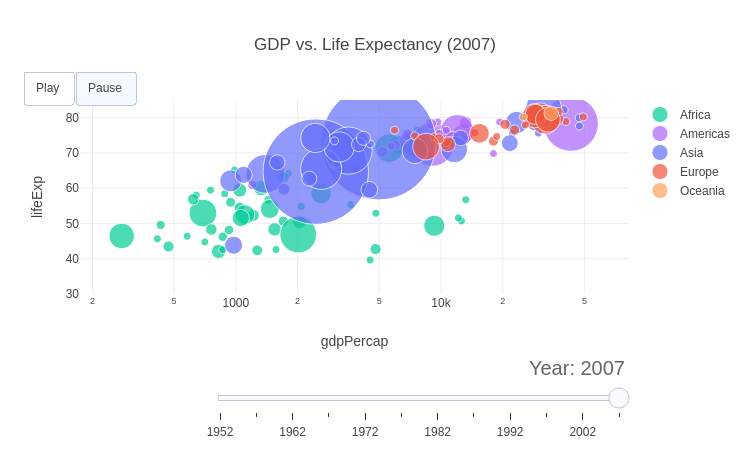 GDP vs. Life Expectancy (2007)
Play
Pause
Africa
Americas
Asia
Europe
Oceania
lifeExp
80
70
60
50
40
30
2
5
1000
2
5
10k
2
5
gdpPercap
Year: 2007
1952
1962
1972
1982
1992
2002